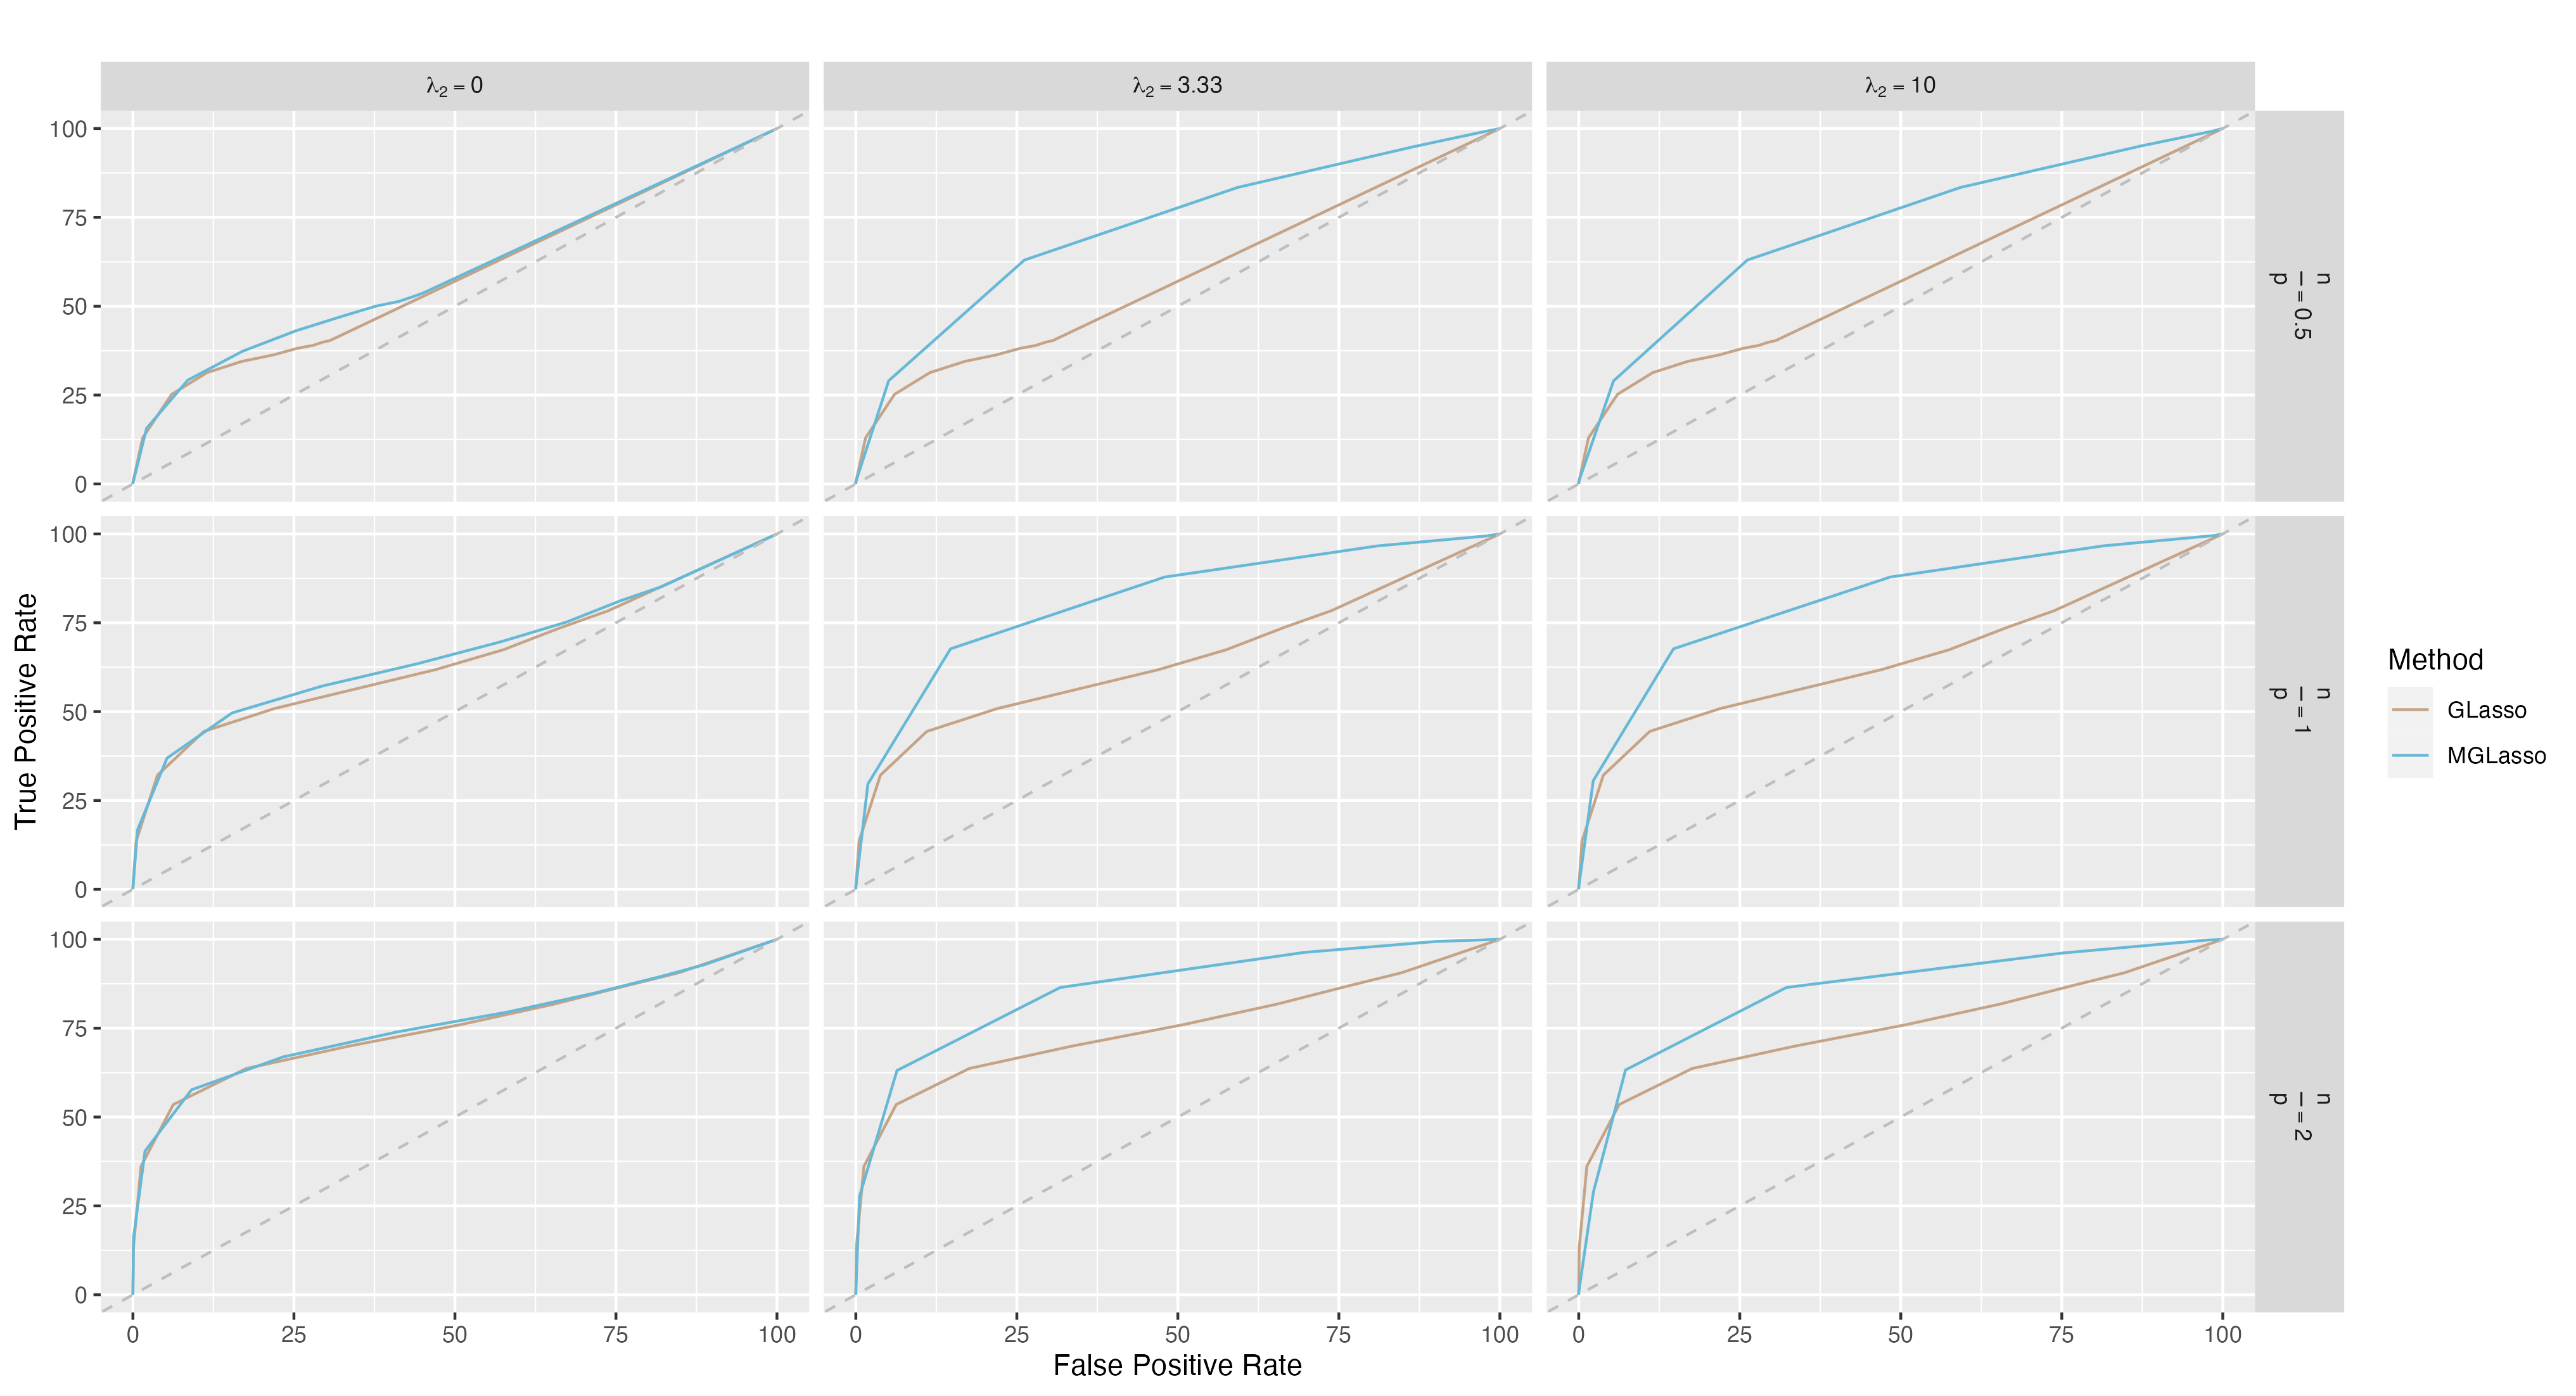 λ2 = 0
λ2 = 3.33
λ2 = 10
100
75
50
25
0
n
p
= 0.5
100
75
50
25
0
n
p
= 1
100
75
50
25
0
n
p
= 2
0 25 50 75 100
0 25 50 75 100
0 25 50 75 100
True Positive Rate
False Positive Rate
Method
GLasso
MGLasso